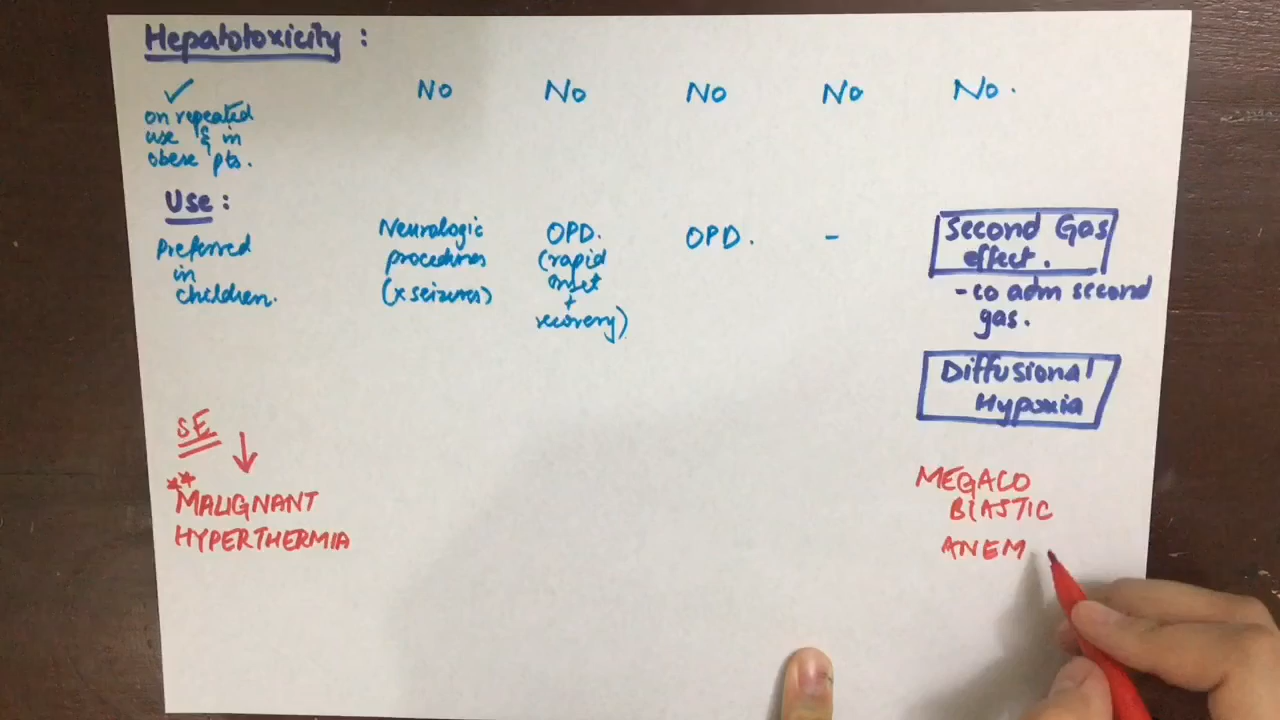 Hepatotoxicity :
✓ No No No No No.
on repeated
use & in
obese pts.
Use :
Preferred
in
children.
Neurologic
procedures
(x seizures)
OPD.
(rapid
onset
+
recovery)
OPD.
-
Second Gas
effect.
- co adm second
gas.
Diffusional
Hypoxia
SE
↓
**
MALIGNANT
HYPERTHERMIA
MEGALO
BLASTIC
ANEM